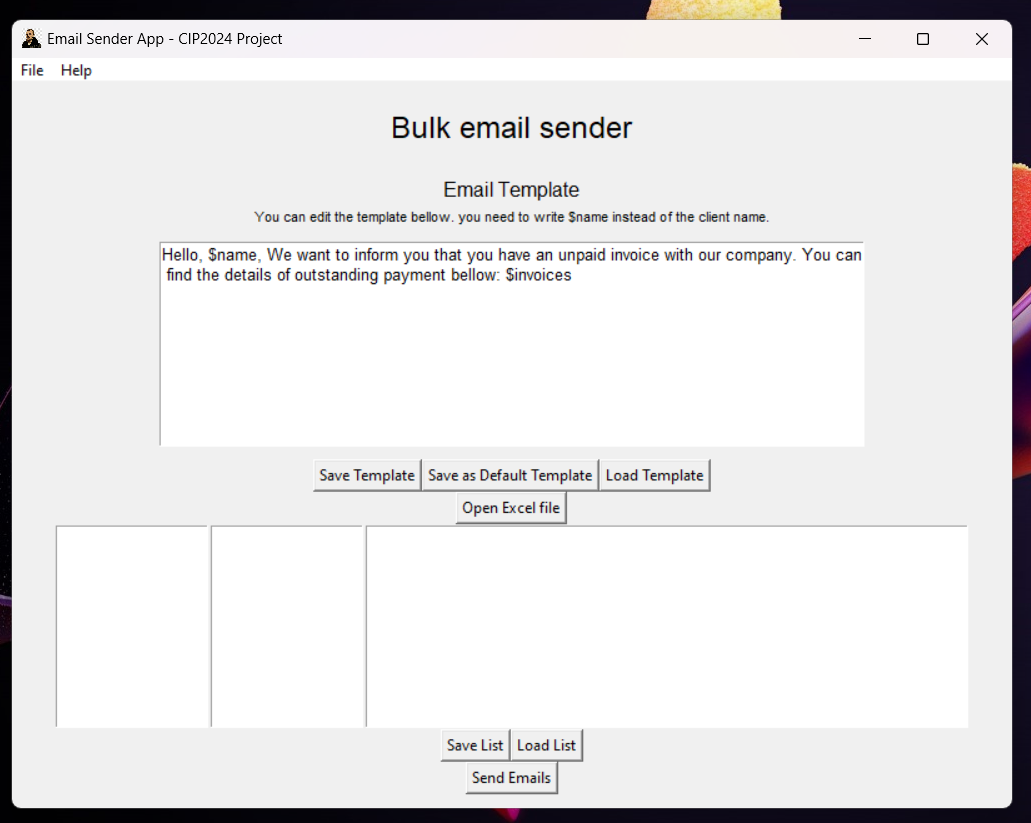 Email Sender App - CIP2024 Project
File Help
Bulk email sender
Email Template
You can edit the template bellow. you need to write $name instead of the client name.
Hello, $name, We want to inform you that you have an unpaid invoice with our company. You can
find the details of outstanding payment bellow: $invoices
Save Template Save as Default Template Load Template
Open Excel file
Save List Load List
Send Emails